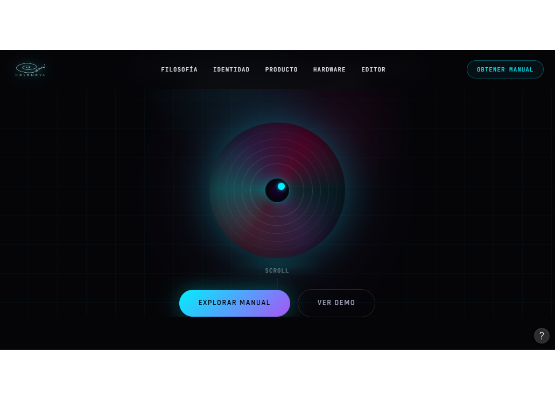 FILOSOFÍA IDENTIDAD PRODUCTO HARDWARE EDITOR
OBTENER MANUAL
SCROLL
EXPLORAR MANUAL
VER DEMO
?